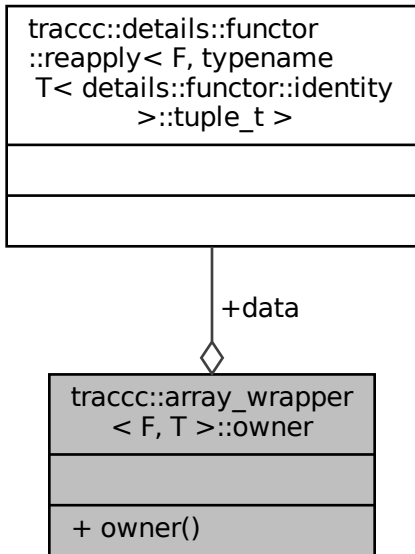 traccc::details::functor
::reapply< F, typename
T< details::functor::identity
>::tuple_t >
+data
traccc::array_wrapper
< F, T >::owner
+ owner()